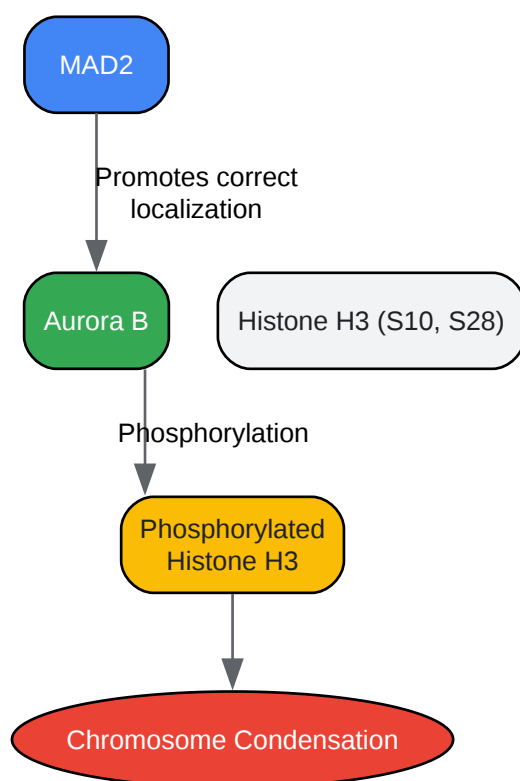 MAD2
Promotes correct
localization
Aurora B
Histone H3 (S10, S28)
Phosphorylation
Phosphorylated
Histone H3
Chromosome Condensation